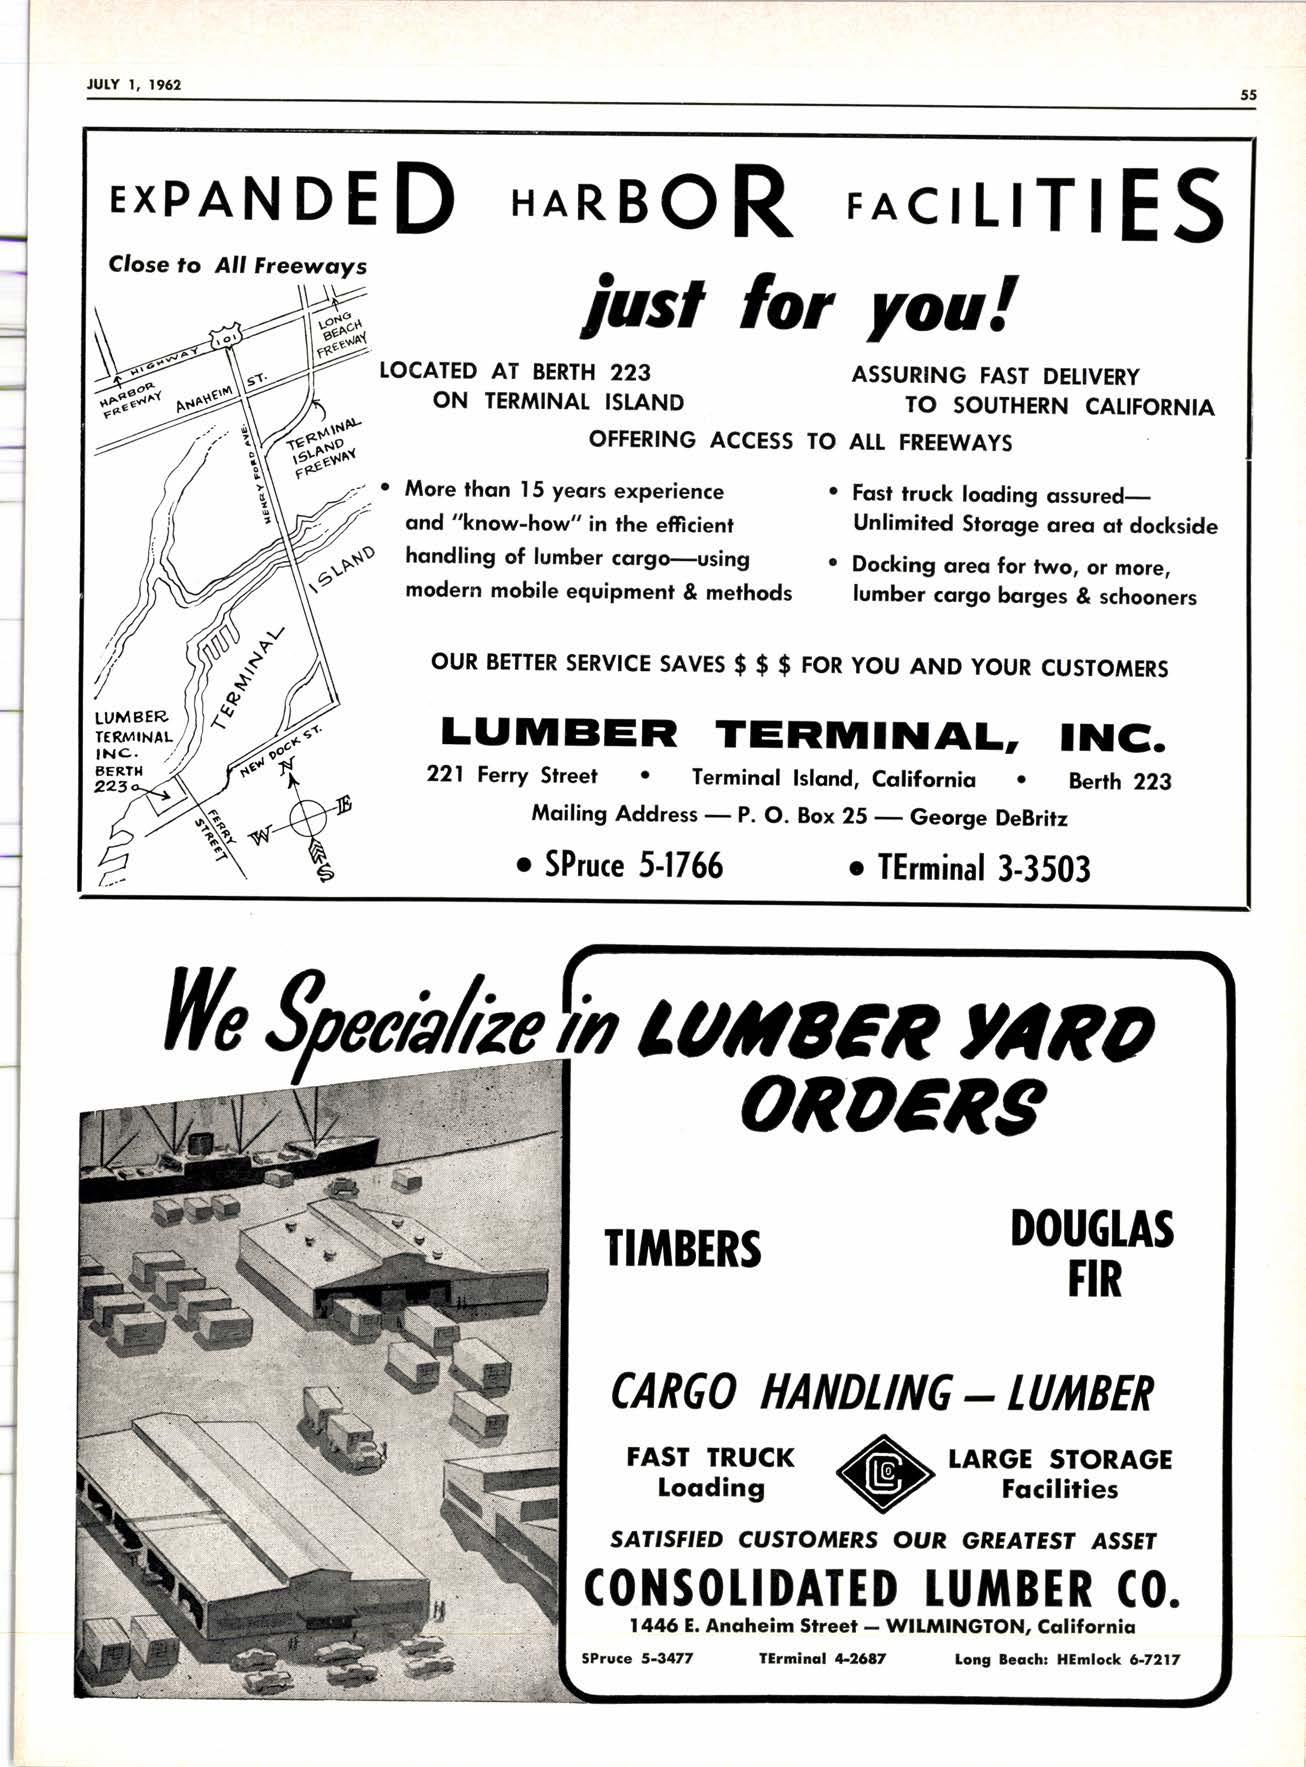 JULY 1, 1962
55
EXPANDED HARBOR FACILITIES
Close to All Freeways
just for you!
HIGHWAY 101
HARBOR
FREEWAY
LONG
BEACH
FREEWAY
ANAHEIM ST.
HENRY FORD AVE.
TERMINAL
ISLAND
FREEWAY
TERMINAL ISLAND
NEW DOCK ST.
LUMBER
TERMINAL
INC.
BERTH
223
FERRY
STREET
N
E
W
S
LOCATED AT BERTH 223
ON TERMINAL ISLAND
ASSURING FAST DELIVERY
TO SOUTHERN CALIFORNIA
OFFERING ACCESS TO ALL FREEWAYS
• More than 15 years experience
and "know-how" in the efficient
handling of lumber cargo—using
modern mobile equipment & methods
• Fast truck loading assured—
Unlimited Storage area at dockside
• Docking area for two, or more,
lumber cargo barges & schooners
OUR BETTER SERVICE SAVES $ $ $ FOR YOU AND YOUR CUSTOMERS
LUMBER TERMINAL, INC.
221 Ferry Street • Terminal Island, California • Berth 223
Mailing Address — P. O. Box 25 — George DeBritz
• SPruce 5-1766 • TErminal 3-3503
We Specialize in LUMBER YARD
ORDERS
TIMBERS
DOUGLAS
FIR
CARGO HANDLING — LUMBER
FAST TRUCK
Loading
CLCO
LARGE STORAGE
Facilities
SATISFIED CUSTOMERS OUR GREATEST ASSET
CONSOLIDATED LUMBER CO.
1446 E. Anaheim Street — WILMINGTON, California
SPruce 5-3477 TErminal 4-2687 Long Beach: HEmlock 6-7217